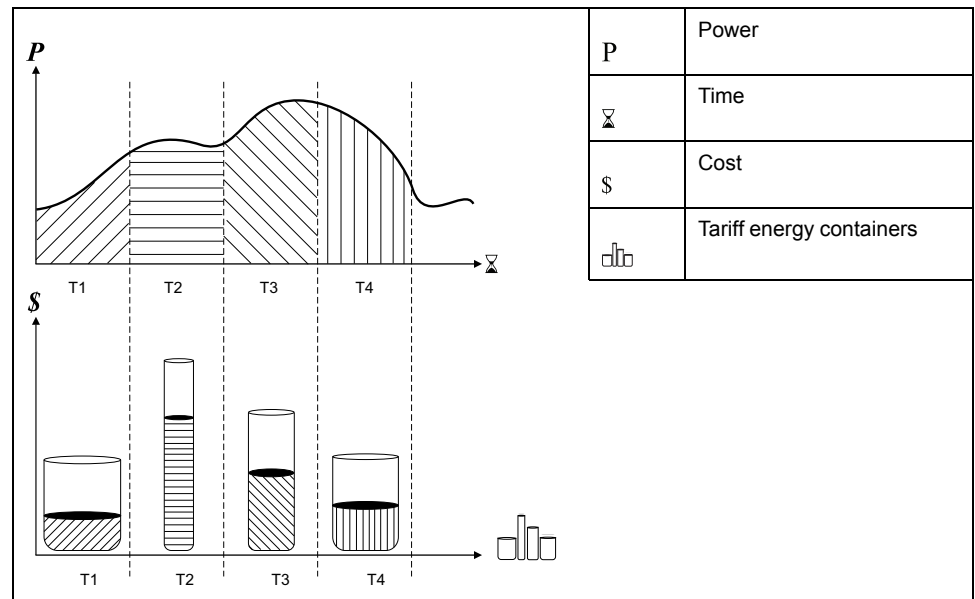 P
T1 T2 T3 T4
$
T1 T2 T3 T4
P Power
Time
$ Cost
Tariff energy containers